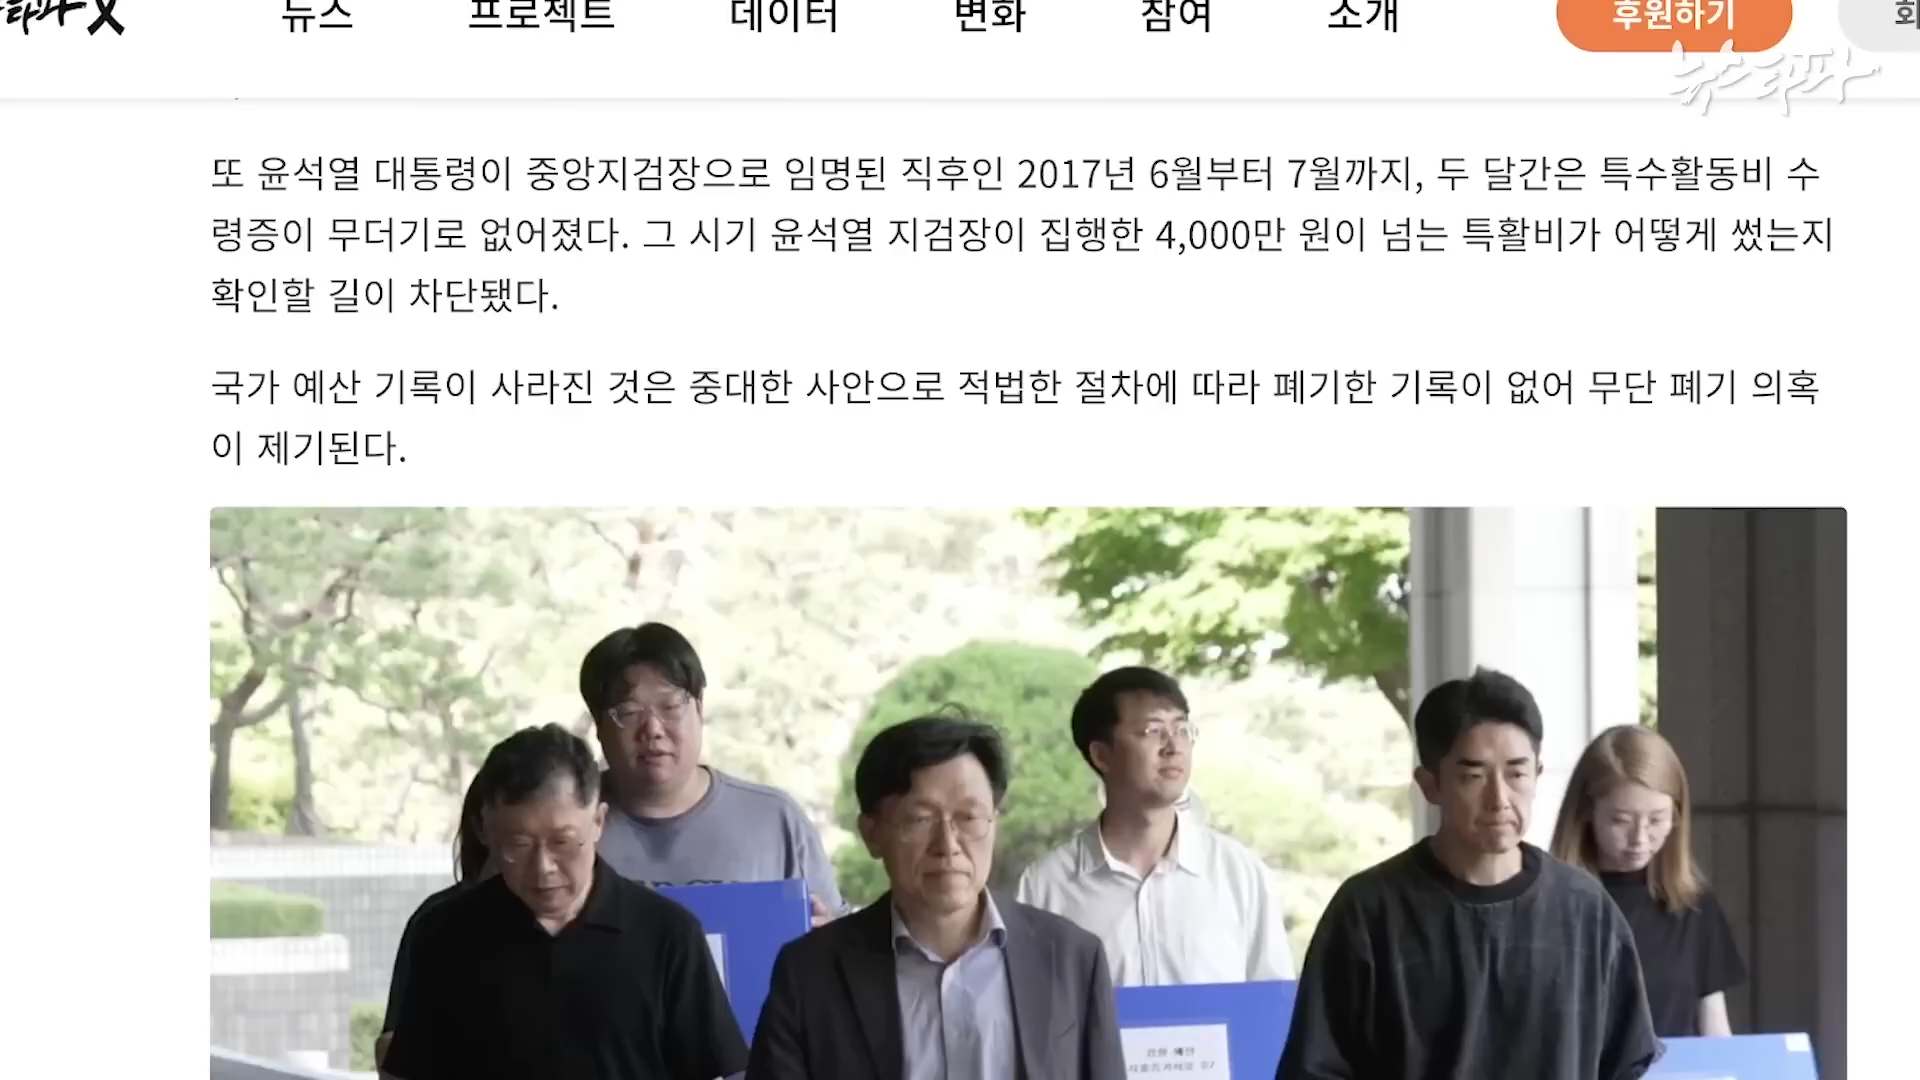 뉴스 프로젝트 데이터 변화 참여 소개 후원하기
뉴스타파
또 윤석열 대통령이 중앙지검장으로 임명된 직후인 2017년 6월부터 7월까지, 두 달간은 특수활동비 수
령증이 무더기로 없어졌다. 그 시기 윤석열 지검장이 집행한 4,000만 원이 넘는 특활비가 어떻게 썼는지
확인할 길이 차단됐다.
국가 예산 기록이 사라진 것은 중대한 사안으로 적법한 절차에 따라 폐기한 기록이 없어 무단 폐기 의혹
이 제기된다.